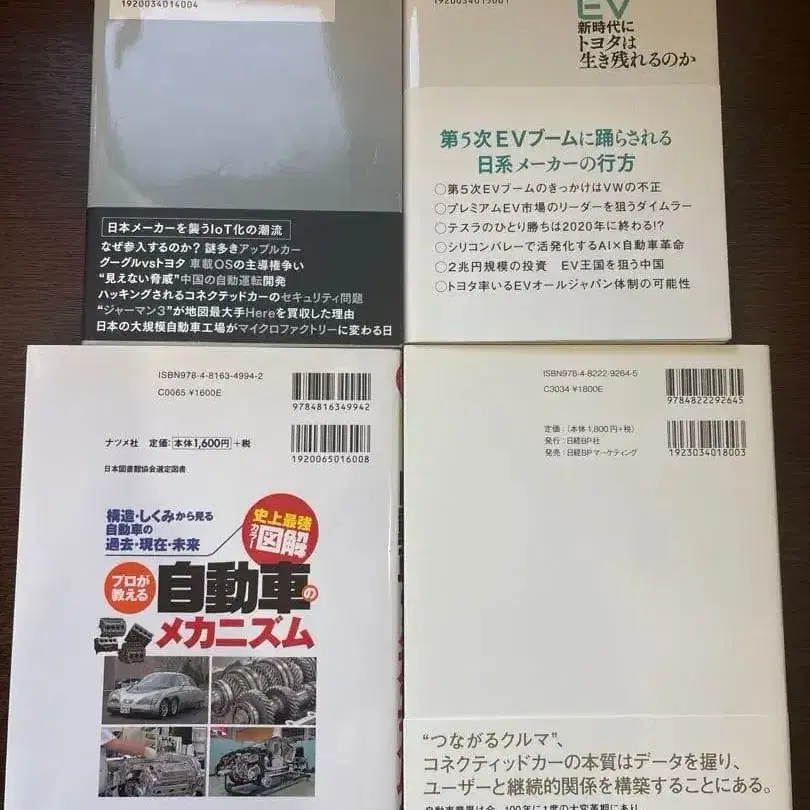 1920034014004
日本メーカーを襲うIoT化の潮流
なぜ参入するのか? 謎多きアップルカー
グーグルvsトヨタ 車載OSの主導権争い
“見えない脅威”中国の自動運転開発
ハッキングされるコネクテッドカーのセキュリティ問題
“ジャーマン3”が地図最大手Hereを買収した理由
日本の大規模自動車工場がマイクロファクトリーに変わる日
EV
新時代に
トヨタは
生き残れるのか
第5次EVブームに踊らされる
日系メーカーの行方
○第5次EVブームのきっかけはVWの不正
○プレミアムEV市場のリーダーを狙うダイムラー
○テスラのひとり勝ちは2020年に終わる!?
○シリコンバレーで活発化するAI×自動車革命
○2兆円規模の投資 EV王国を狙う中国
○トヨタ率いるEVオールジャパン体制の可能性
ISBN978-4-8163-4994-2
C0065 ¥1600E
9784816349942
ナツメ社 定価:本体1,600円+税
1920065016008
日本図書館協会選定図書
構造・しくみから見る
自動車の
過去・現在・未来
史上最強
カラー図解
プロが教える
自動車の
メカニズム
ISBN978-4-8222-9264-5
C3034 ¥1800E
9784822292645
定価:(本体1,800円+税)
発行:日経BP社
発売:日経BPマーケティング
1923034018003
“つながるクルマ”、
コネクティッドカーの本質はデータを握り、
ユーザーと継続的関係を構築することにある。